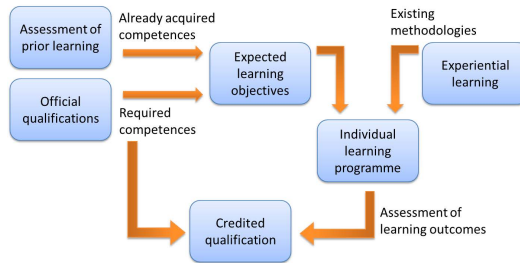 Assessment of
prior learning
Already acquired
competences
Existing
methodologies
Expected
learning
objectives
Experiential
learning
Official
qualifications
Required
competences
Individual
learning
programme
Credited
qualification
Assessment of
learning outcomes